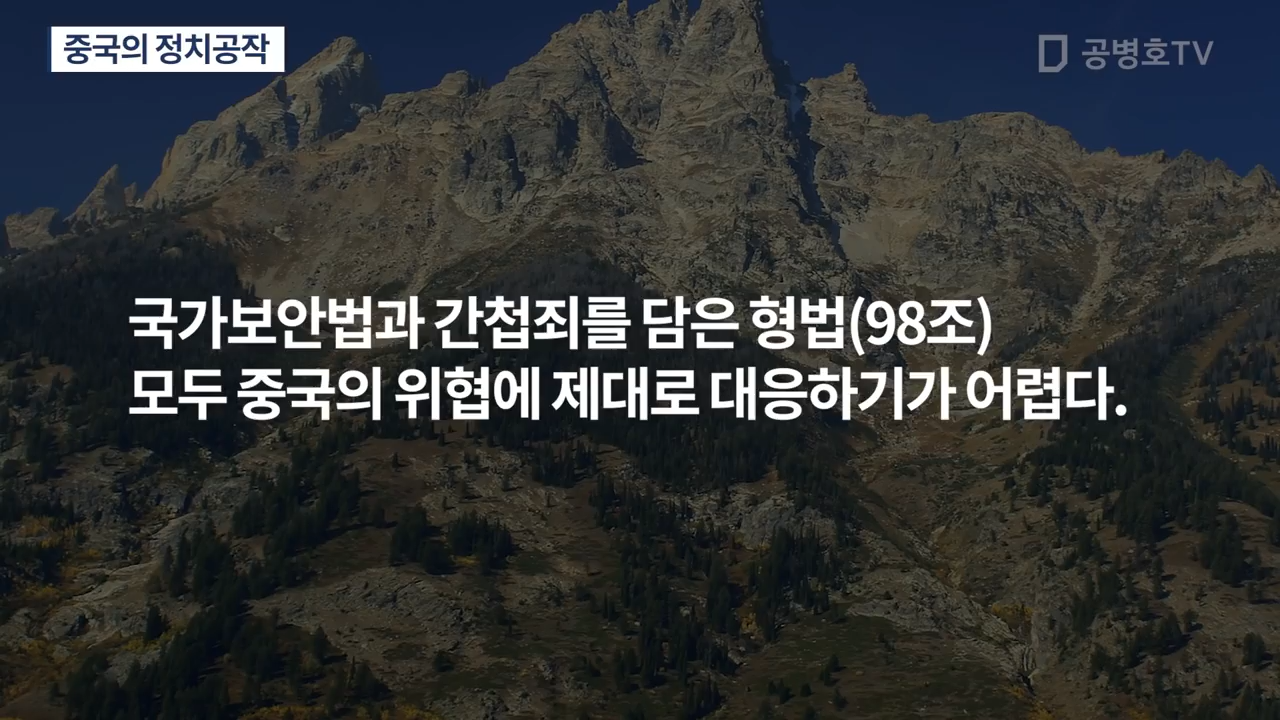 중국의 정치공작
공병호TV
국가보안법과 간첩죄를 담은 형법(98조)
모두 중국의 위협에 제대로 대응하기가 어렵다.